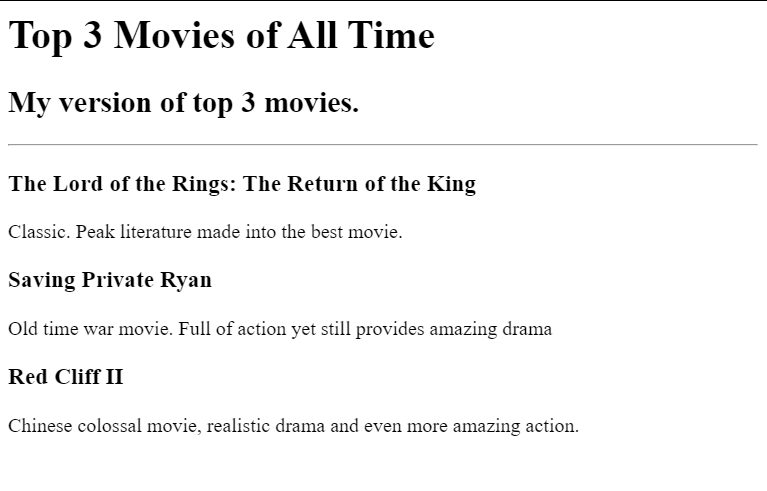 Top 3 Movies of All Time
My version of top 3 movies.
The Lord of the Rings: The Return of the King
Classic. Peak literature made into the best movie.
Saving Private Ryan
Old time war movie. Full of action yet still provides amazing drama
Red Cliff II
Chinese colossal movie, realistic drama and even more amazing action.